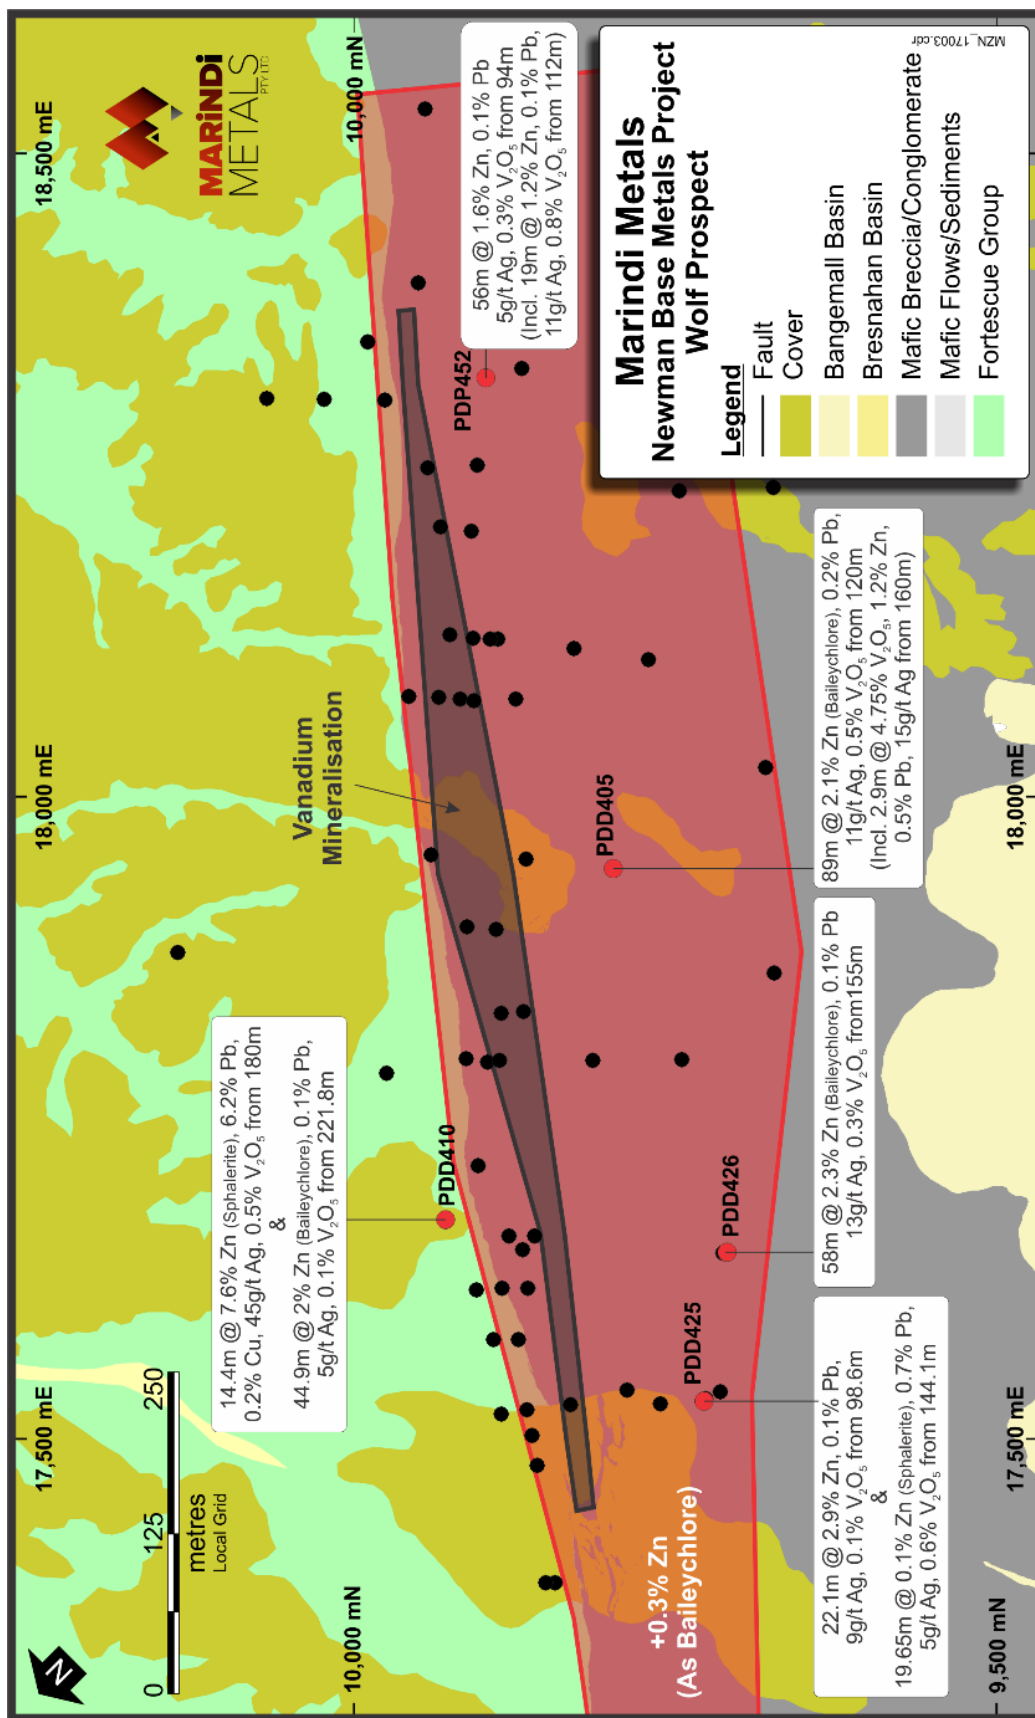 MARiNDi
METALS
PTY LTD
N
0
125
250
metres
Local Grid
17,500 mE
18,000 mE
18,500 mE
10,000 mN
10,000 mN
14.4m @ 7.6% Zn (Sphalerite), 6.2% Pb,
0.2% Cu, 45g/t Ag, 0.5% V₂O₅ from 180m
&
44.9m @ 2% Zn (Baileychlore), 0.1% Pb,
5g/t Ag, 0.1% V₂O₅ from 221.8m
PDD410
Vanadium
Mineralisation
56m @ 1.6% Zn, 0.1% Pb
5g/t Ag, 0.3% V₂O₅ from 94m
(Incl. 19m @ 1.2% Zn, 0.1% Pb,
11g/t Ag, 0.8% V₂O₅ from 112m)
PDP452
PDD405
PDD426
PDD425
+0.3% Zn
(As Baileychlore)
22.1m @ 2.9% Zn, 0.1% Pb,
9g/t Ag, 0.1% V₂O₅ from 98.6m
&
19.65m @ 0.1% Zn (Sphalerite), 0.7% Pb,
5g/t Ag, 0.6% V₂O₅ from 144.1m
58m @ 2.3% Zn (Baileychlore), 0.1% Pb
13g/t Ag, 0.3% V₂O₅ from155m
89m @ 2.1% Zn (Baileychlore), 0.2% Pb,
11g/t Ag, 0.5% V₂O₅ from 120m
(Incl. 2.9m @ 4.75% V₂O₅, 1.2% Zn,
0.5% Pb, 15g/t Ag from 160m)
Marindi Metals
Newman Base Metals Project
Wolf Prospect
Legend
Fault
Cover
Bangemall Basin
Bresnahan Basin
Mafic Breccia/Conglomerate
Mafic Flows/Sediments
Fortescue Group
MZN_17003.cdr
9,500 mN
17,500 mE
18,000 mE